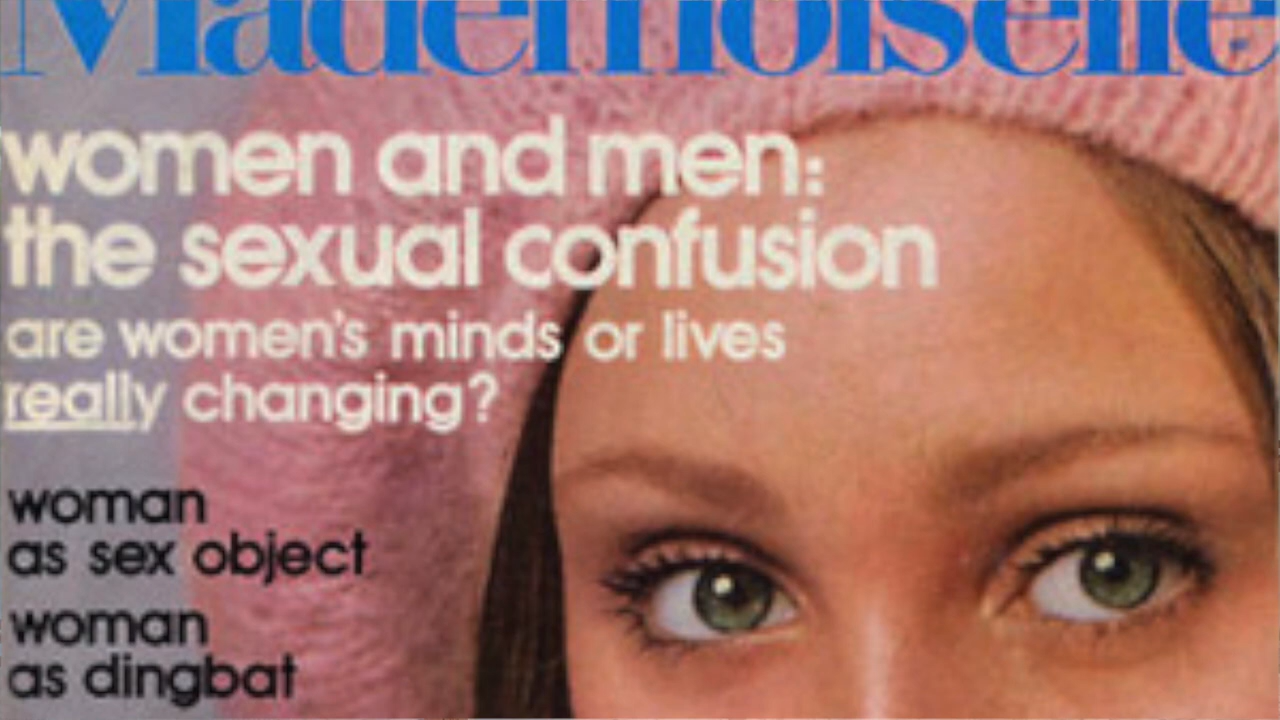 Mademoiselle
women and men:
the sexual confusion
are women's minds or lives
really changing?
woman
as sex object
woman
as dingbat